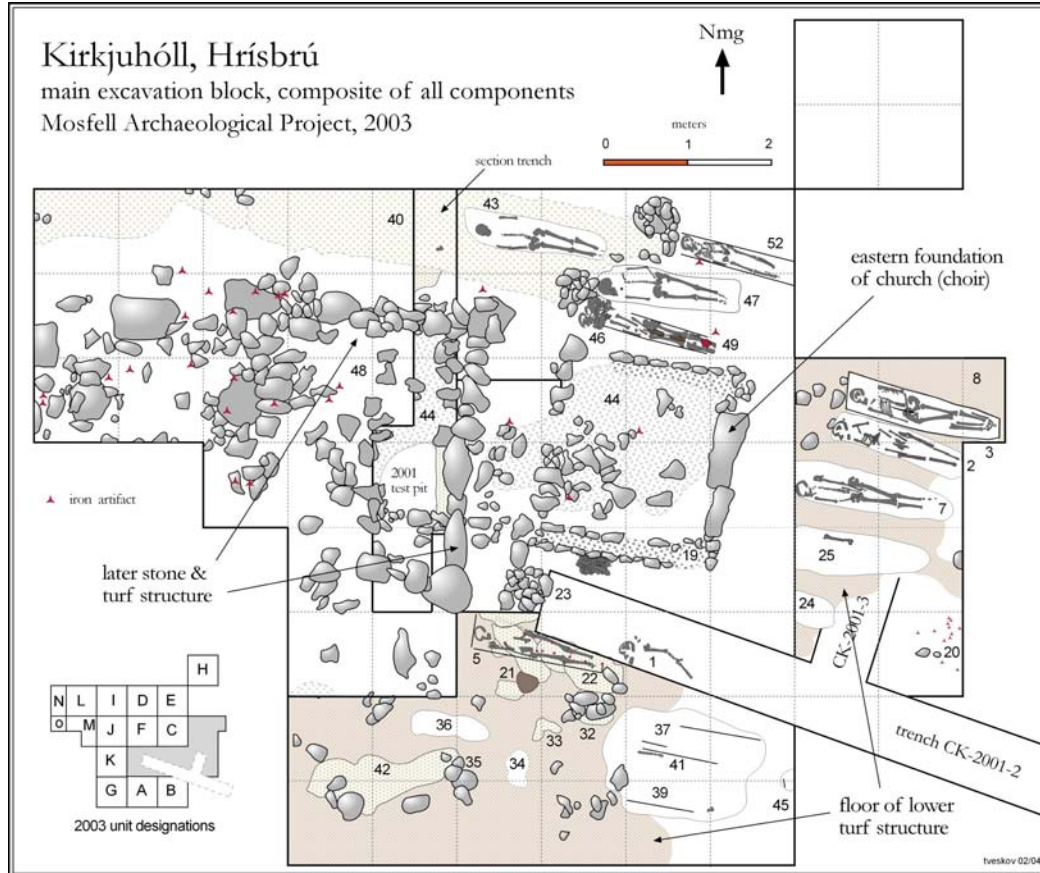 Kirkjuhóll, Hrísbrú
main excavation block, composite of all components
Mosfell Archaeological Project, 2003
Nmg
meters
0 1 2
section trench
40
43
52
eastern foundation
of church (choir)
47
46
49
48
44
44
8
3
2
2001
test pit
7
iron artifact
25
19
later stone &
turf structure
23
24
CK-2001-3
20
5
1
21
22
H
N L I D E
O M J F C
K
G A B
2003 unit designations
36
33
32
37
trench CK-2001-2
42
35
34
41
39
45
floor of lower
turf structure
tveskov 02/04